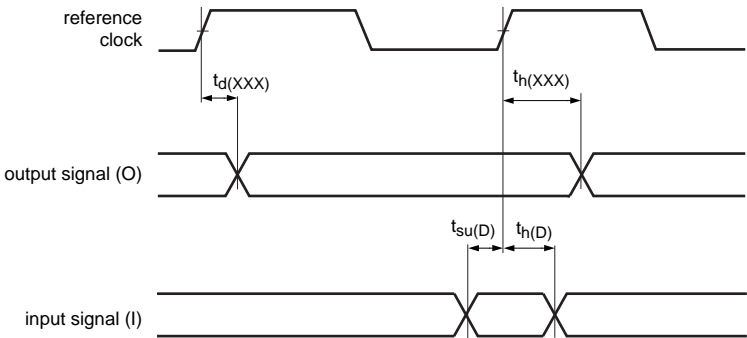 reference
clock
td(XXX)
th(XXX)
output signal (O)
tsu(D)
th(D)
input signal (I)